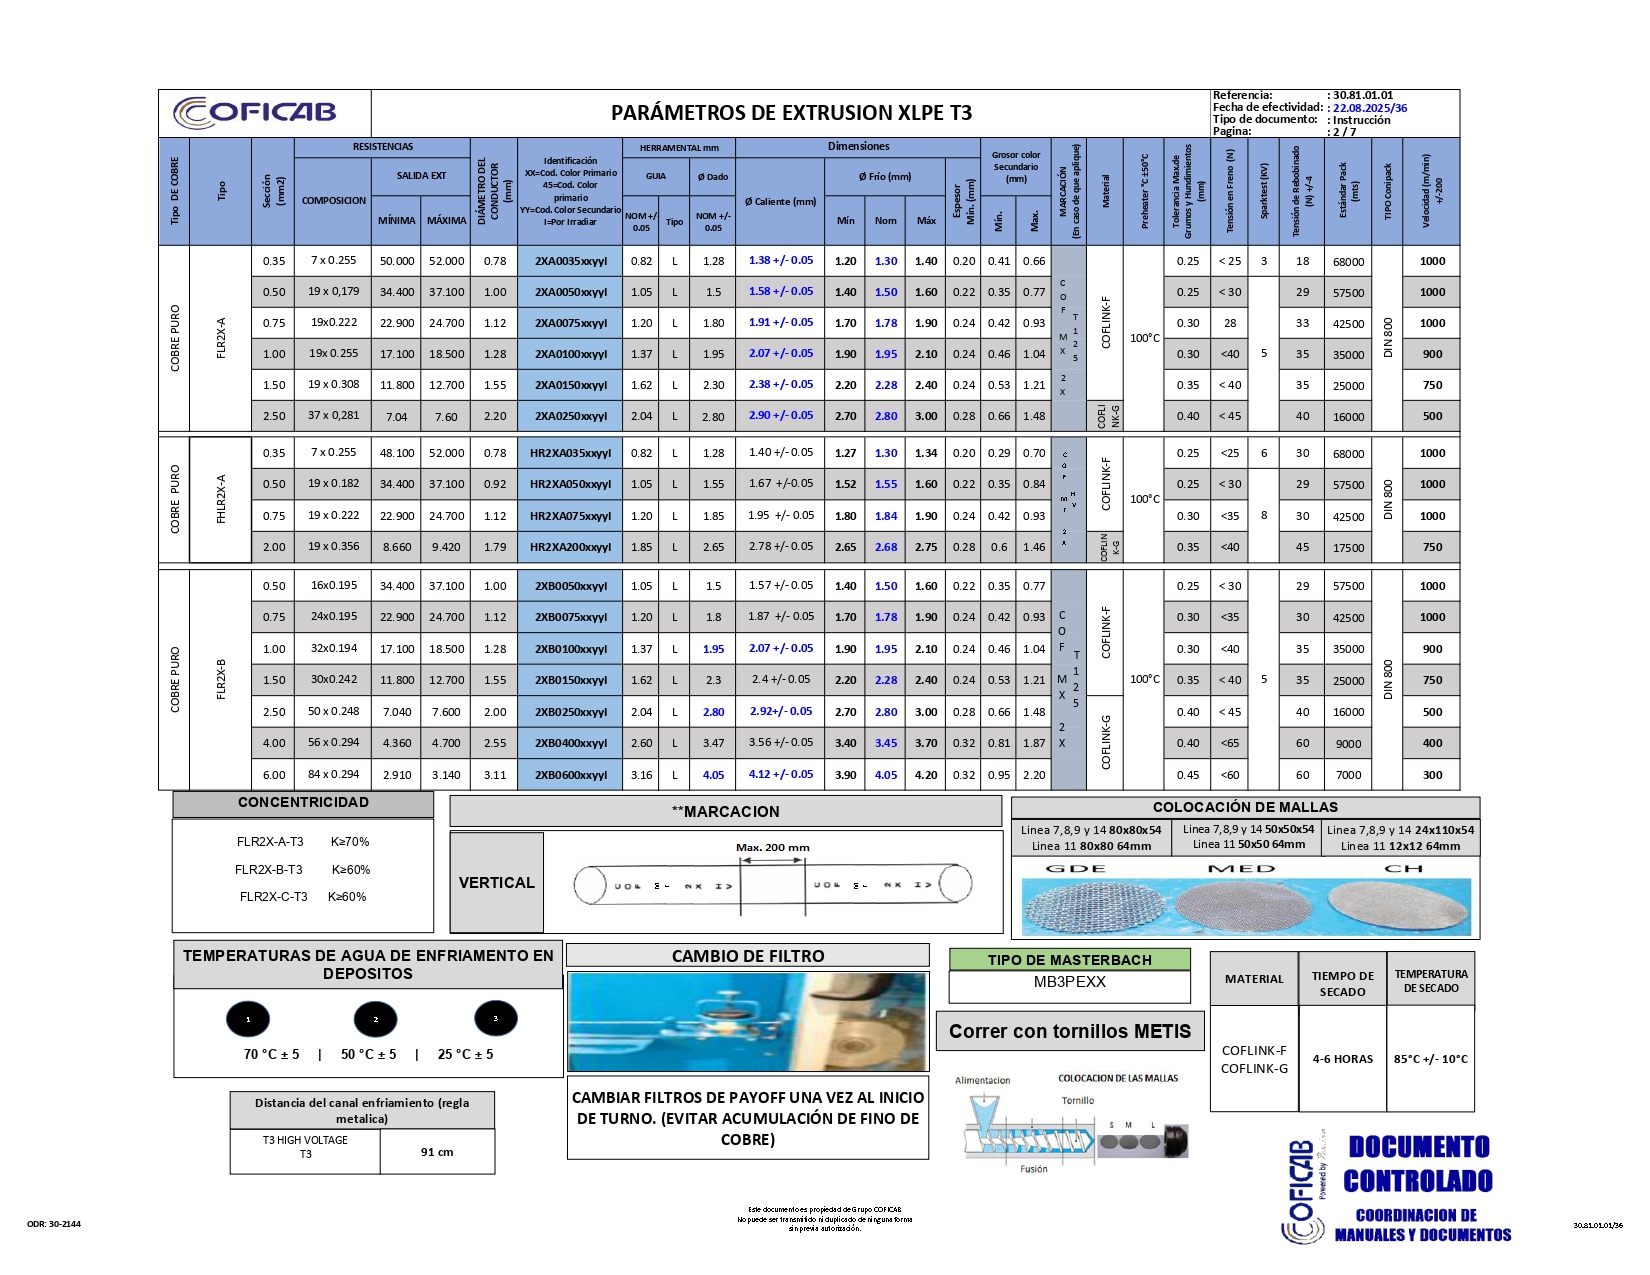 COFICAB
PARÁMETROS DE EXTRUSION XLPE T3
Referencia: : 30.81.01.01
Fecha de efectividad: : 22.08.2025/36
Tipo de documento: : Instrucción
Pagina: : 2 / 7
Tipo DE COBRE
Tipo
Sección (mm2)
RESISTENCIAS
COMPOSICION
SALIDA EXT
MÍNIMA MÁXIMA
DIÁMETRO DEL CONDUCTOR (mm)
Identificación
XX=Cod. Color Primario
45=Cod. Color
primario
YY=Cod. Color Secundario
I=Por Irradiar
HERRAMENTAL mm
GUIA Ø Dado
NOM +/ 0.05 Tipo NOM +/- 0.05
Dimensiones
Ø Caliente (mm)
Ø Frío (mm)
Mín Nom Máx
Espesor Mín. (mm)
Grosor color Secundario (mm)
Mín. Max.
MARCACIÓN (En caso de que aplique)
Material
Preheater °C ±50°C
Tolerancia Max.de Grumos y Hundimientos (mm)
Tensión en Freno (N)
Sparktest (KV)
Tensión de Rebobinado (N) +/-4
Estándar Pack (mts)
TIPO Conipack
Velocidad (m/min) +/-200
COBRE PURO
FLR2X-A
0.35 7 x 0.255 50.000 52.000 0.78 2XA0035xxyyI 0.82 L 1.28 1.38 +/- 0.05 1.20 1.30 1.40 0.20 0.41 0.66 0.25 < 25 3 18 68000 1000
0.50 19 x 0,179 34.400 37.100 1.00 2XA0050xxyyI 1.05 L 1.5 1.58 +/- 0.05 1.40 1.50 1.60 0.22 0.35 0.77 0.25 < 30 29 57500 1000
0.75 19x0.222 22.900 24.700 1.12 2XA0075xxyyI 1.20 L 1.80 1.91 +/- 0.05 1.70 1.78 1.90 0.24 0.42 0.93 0.30 28 33 42500 1000
1.00 19x 0.255 17.100 18.500 1.28 2XA0100xxyyI 1.37 L 1.95 2.07 +/- 0.05 1.90 1.95 2.10 0.24 0.46 1.04 0.30 <40 5 35 35000 900
1.50 19 x 0.308 11.800 12.700 1.55 2XA0150xxyyI 1.62 L 2.30 2.38 +/- 0.05 2.20 2.28 2.40 0.24 0.53 1.21 0.35 < 40 35 25000 750
2.50 37 x 0,281 7.04 7.60 2.20 2XA0250xxyyI 2.04 L 2.80 2.90 +/- 0.05 2.70 2.80 3.00 0.28 0.66 1.48 0.40 < 45 40 16000 500
COF MX 2X
T125
COFLINK-F
COFLINK-G
100°C
DIN 800
COBRE PURO
FHLR2X-A
0.35 7 x 0.255 48.100 52.000 0.78 HR2XA035xxyyI 0.82 L 1.28 1.40 +/- 0.05 1.27 1.30 1.34 0.20 0.29 0.70 0.25 <25 6 30 68000 1000
0.50 19 x 0.182 34.400 37.100 0.92 HR2XA050xxyyI 1.05 L 1.55 1.67 +/-0.05 1.52 1.55 1.60 0.22 0.35 0.84 0.25 < 30 29 57500 1000
0.75 19 x 0.222 22.900 24.700 1.12 HR2XA075xxyyI 1.20 L 1.85 1.95 +/- 0.05 1.80 1.84 1.90 0.24 0.42 0.93 0.30 <35 8 30 42500 1000
2.00 19 x 0.356 8.660 9.420 1.79 HR2XA200xxyyI 1.85 L 2.65 2.78 +/- 0.05 2.65 2.68 2.75 0.28 0.6 1.46 0.35 <40 45 17500 750
COFLINK-F
COFLINK-G
100°C
DIN 800
COBRE PURO
FLR2X-B
0.50 16x0.195 34.400 37.100 1.00 2XB0050xxyyI 1.05 L 1.5 1.57 +/- 0.05 1.40 1.50 1.60 0.22 0.35 0.77 0.25 < 30 29 57500 1000
0.75 24x0.195 22.900 24.700 1.12 2XB0075xxyyI 1.20 L 1.8 1.87 +/- 0.05 1.70 1.78 1.90 0.24 0.42 0.93 0.30 <35 30 42500 1000
1.00 32x0.194 17.100 18.500 1.28 2XB0100xxyyI 1.37 L 1.95 2.07 +/- 0.05 1.90 1.95 2.10 0.24 0.46 1.04 0.30 <40 35 35000 900
1.50 30x0.242 11.800 12.700 1.55 2XB0150xxyyI 1.62 L 2.3 2.4 +/- 0.05 2.20 2.28 2.40 0.24 0.53 1.21 0.35 < 40 5 35 25000 750
2.50 50 x 0.248 7.040 7.600 2.00 2XB0250xxyyI 2.04 L 2.80 2.92+/- 0.05 2.70 2.80 3.00 0.28 0.66 1.48 0.40 < 45 40 16000 500
4.00 56 x 0.294 4.360 4.700 2.55 2XB0400xxyyI 2.60 L 3.47 3.56 +/- 0.05 3.40 3.45 3.70 0.32 0.81 1.87 0.40 <65 60 9000 400
6.00 84 x 0.294 2.910 3.140 3.11 2XB0600xxyyI 3.16 L 4.05 4.12 +/- 0.05 3.90 4.05 4.20 0.32 0.95 2.20 0.45 <60 60 7000 300
COF MX 2X
T125
COFLINK-F
COFLINK-G
100°C
DIN 800
CONCENTRICIDAD
FLR2X-A-T3 K≥70%
FLR2X-B-T3 K≥60%
FLR2X-C-T3 K≥60%
**MARCACION
VERTICAL
Max. 200 mm
COLOCACIÓN DE MALLAS
Linea 7,8,9 y 14 80x80x54
Linea 11 80x80 64mm
Linea 7,8,9 y 14 50x50x54
Linea 11 50x50 64mm
Linea 7,8,9 y 14 24x110x54
Linea 11 12x12 64mm
GDE MED CH
TEMPERATURAS DE AGUA DE ENFRIAMENTO EN
DEPOSITOS
1 2 3
70 °C ± 5 | 50 °C ± 5 | 25 °C ± 5
Distancia del canal enfriamiento (regla
metalica)
T3 HIGH VOLTAGE
T3
91 cm
CAMBIO DE FILTRO
CAMBIAR FILTROS DE PAYOFF UNA VEZ AL INICIO
DE TURNO. (EVITAR ACUMULACIÓN DE FINO DE
COBRE)
TIPO DE MASTERBACH
MB3PEXX
Correr con tornillos METIS
Alimentacion
COLOCACION DE LAS MALLAS
Tornillo
S M L
Fusión
MATERIAL
TIEMPO DE SECADO
TEMPERATURA DE SECADO
COFLINK-F
COFLINK-G
4-6 HORAS
85°C +/- 10°C
COFICAB
Powered by
DOCUMENTO
CONTROLADO
COORDINACION DE
MANUALES Y DOCUMENTOS
ODR: 30-2144
Este documento es propiedad de Grupo COFICAB
No puede ser transmitido ni duplicado de ninguna forma
sin previa autorización.
30.81.01.01/36